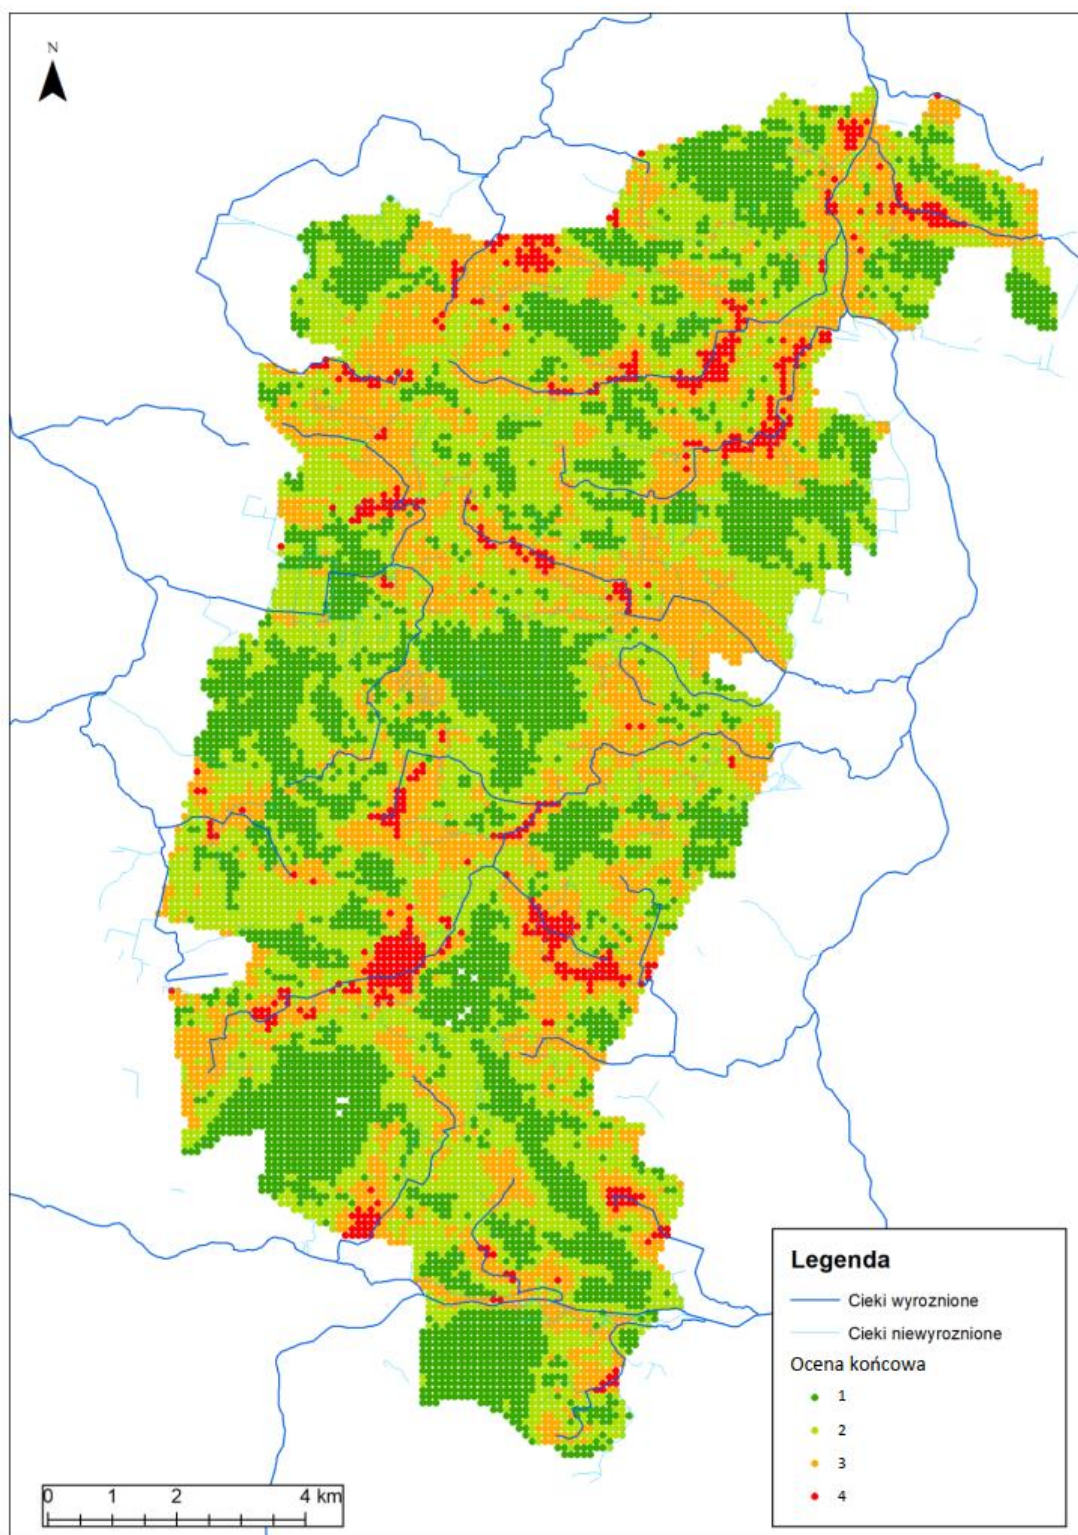 N
Legenda
Cieki wyroznione
Cieki niewyroznione
Ocena końcowa
1
2
3
4
0 1 2 4 km